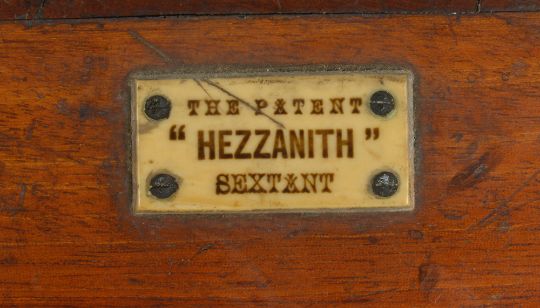 THE PATENT
" HEZZANITH "
SEXTANT